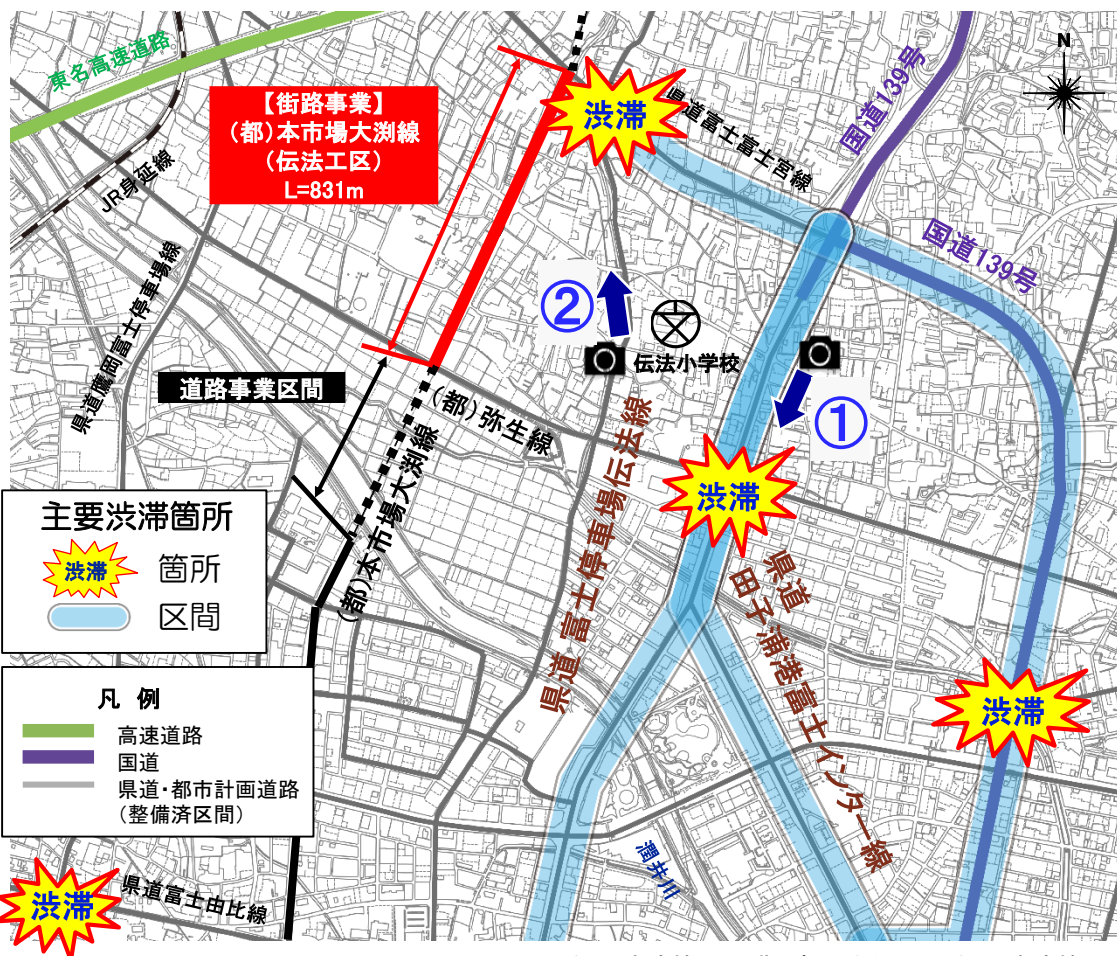 東名高速道路
JR身延線
【街路事業】
(都)本市場大渕線
(伝法工区)
L=831m
渋滞
県道富士富士宮線
国道139号
N
国道139号
県道鷹岡富士停車場線
②
伝法小学校
①
道路事業区間
(都)弥生線
(都)本市場大渕線
県道 富士停車場伝法線
渋滞
県道
田子浦港富士インター線
渋滞
主要渋滞箇所
渋滞 箇所
区間
凡 例
高速道路
国道
県道・都市計画道路
(整備済区間)
潤井川
渋滞
県道富士由比線